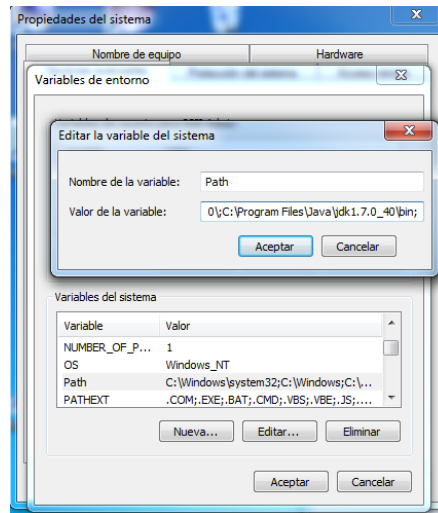 Propiedades del sistema
Nombre de equipo Hardware
Variables de entorno
Editar la variable del sistema
Nombre de la variable: Path
Valor de la variable: 0\;C:\Program Files\Java\jdk1.7.0_40\bin;
Aceptar Cancelar
Variables del sistema
Variable Valor
NUMBER_OF_P... 1
OS Windows_NT
Path C:\Windows\system32;C:\Windows;C:\...
PATHEXT .COM;.EXE;.BAT;.CMD;.VBS;.VBE;.JS;....
Nueva... Editar... Eliminar
Aceptar Cancelar